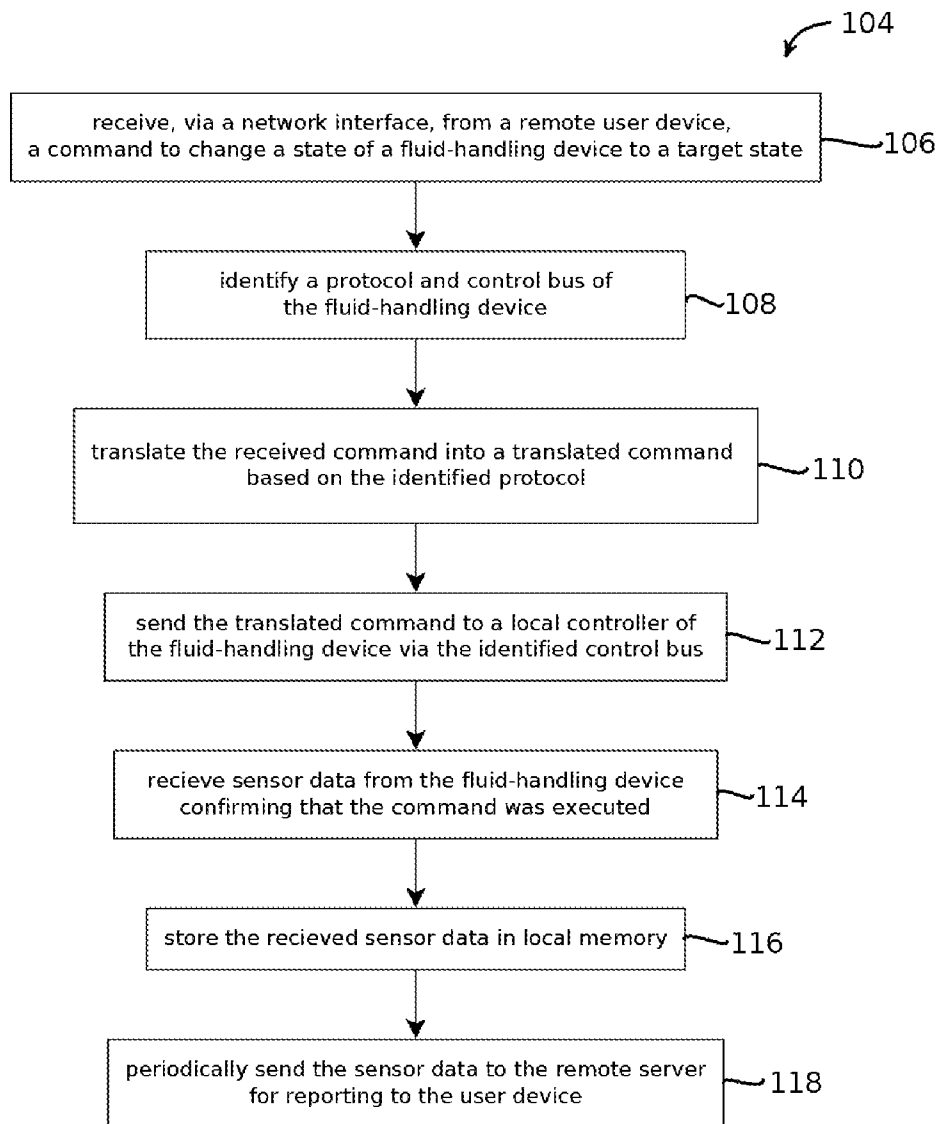 104
receive, via a network interface, from a remote user device,
a command to change a state of a fluid-handling device to a target state
106
identify a protocol and control bus of
the fluid-handling device
108
translate the received command into a translated command
based on the identified protocol
110
send the translated command to a local controller of
the fluid-handling device via the identified control bus
112
recieve sensor data from the fluid-handling device
confirming that the command was executed
114
store the recieved sensor data in local memory
116
periodically send the sensor data to the remote server
for reporting to the user device
118